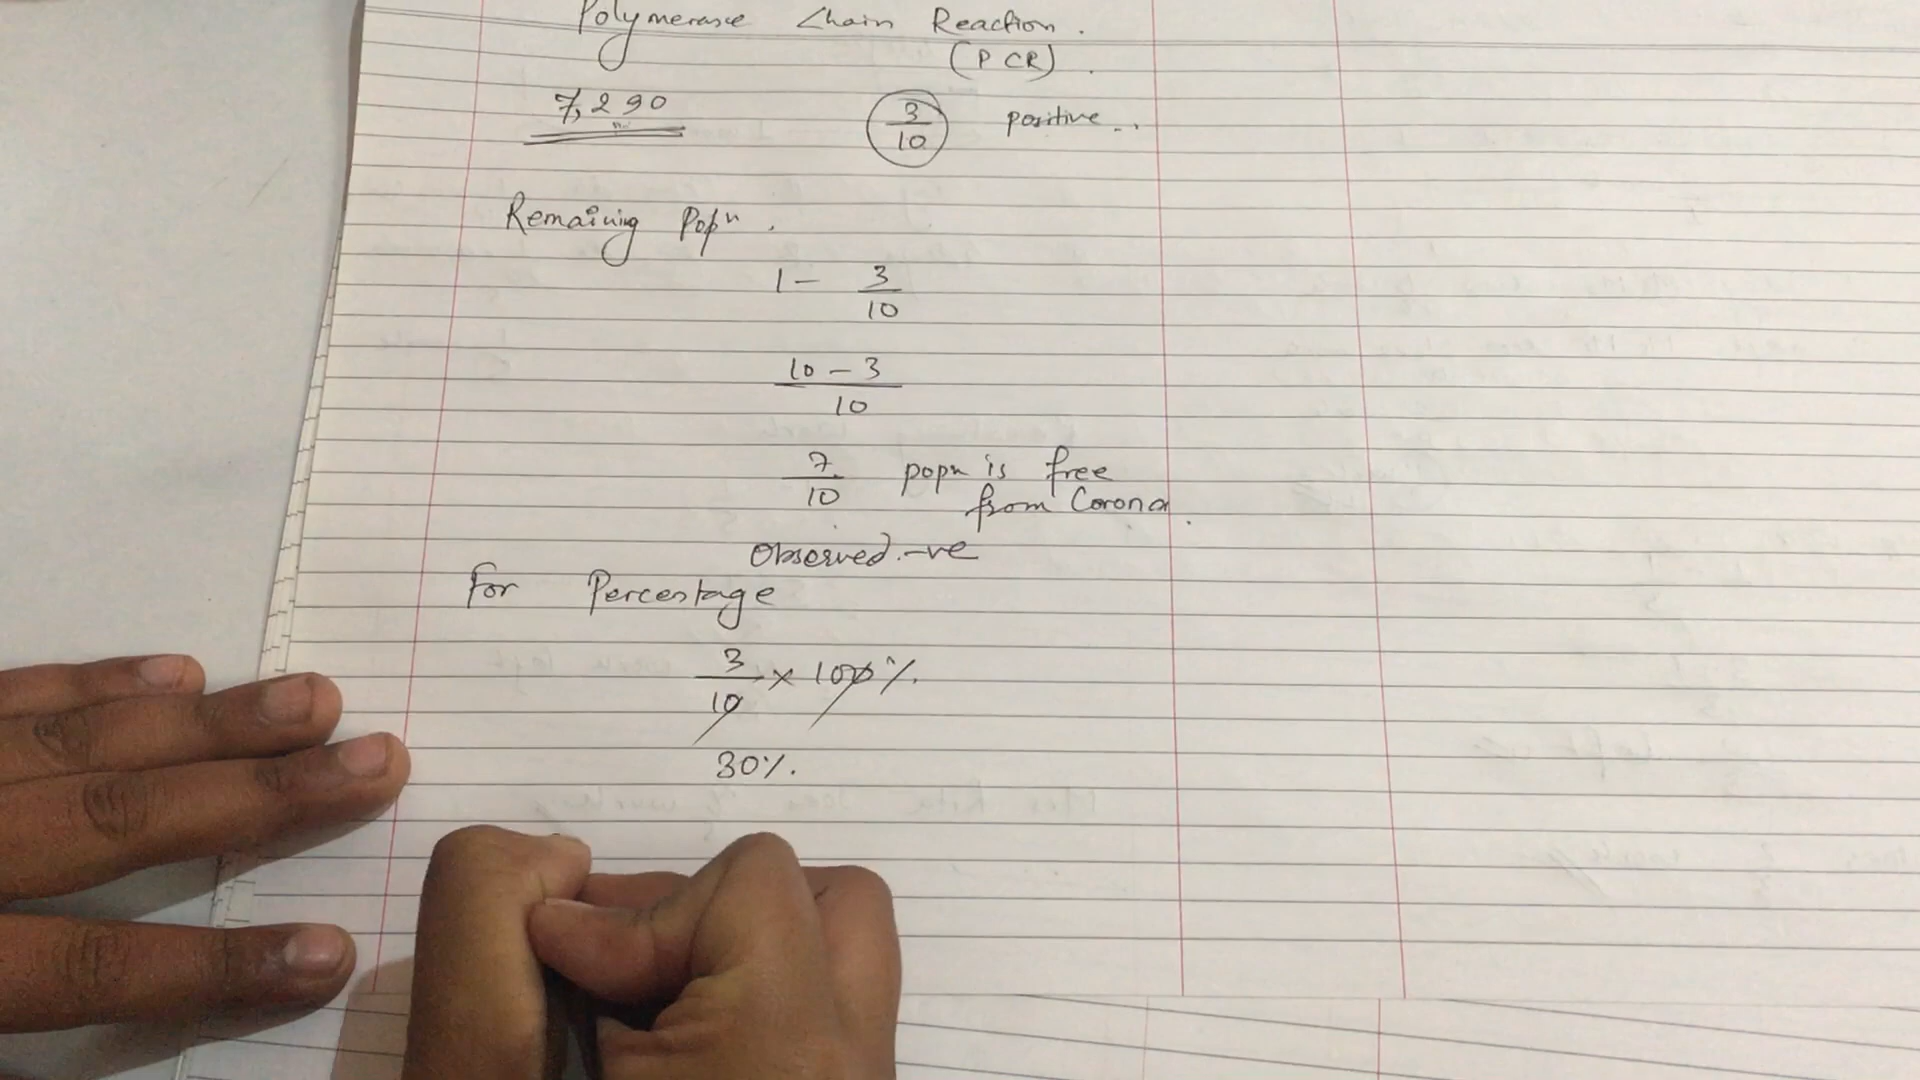 Polymerase Chain Reaction.
(PCR).
7,290
3/10 positive..
Remaining Popn.
1 - 3/10
10 - 3
10
7/10 popn is free
from Corona.
Observed -ve
For Percentage
3/10 x 100%.
30%.